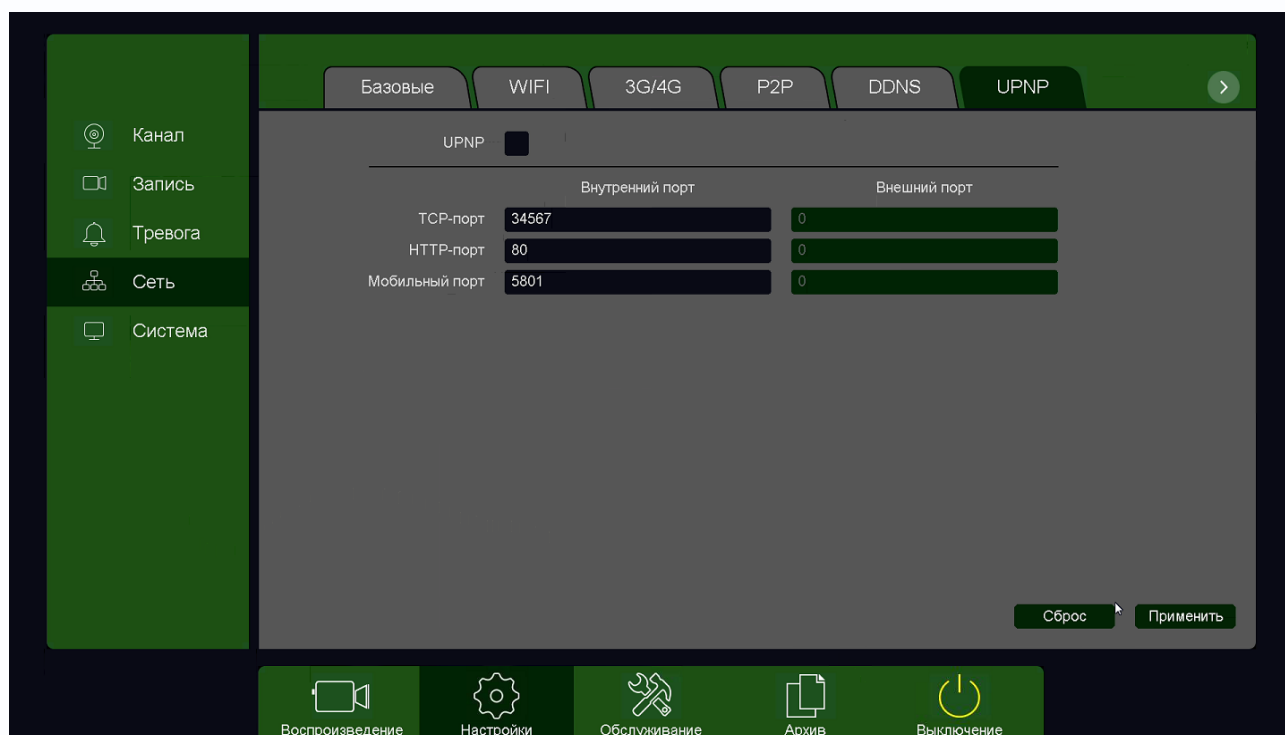 Базовые WIFI 3G/4G P2P DDNS UPNP
Канал
Запись
Тревога
Сеть
Система
UPNP
Внутренний порт Внешний порт
TCP-порт 34567 0
HTTP-порт 80 0
Мобильный порт 5801 0
Сброс Применить
Воспроизведение Настройки Обслуживание Архив Выключение